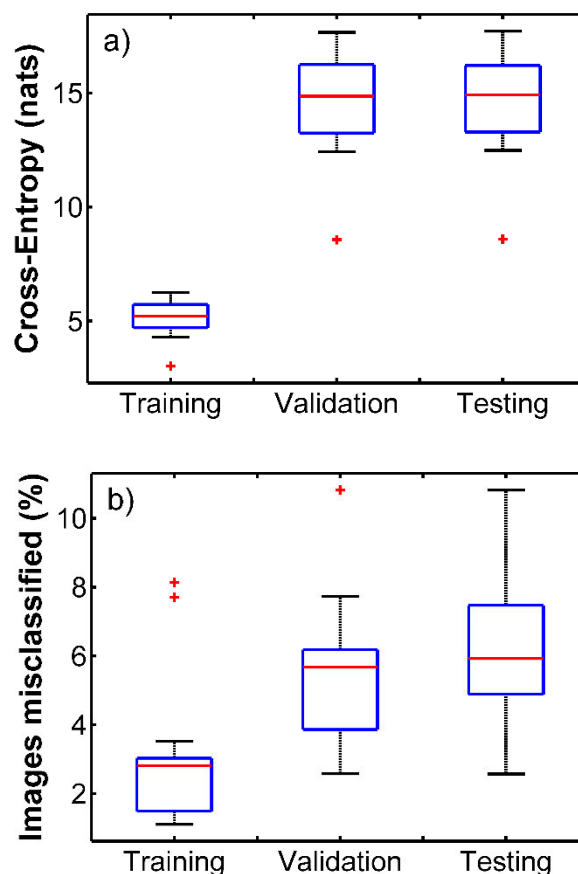 a)
Cross-Entropy (nats)
15
10
5
Training Validation Testing
b)
Images misclassified (%)
10
8
6
4
2
Training Validation Testing